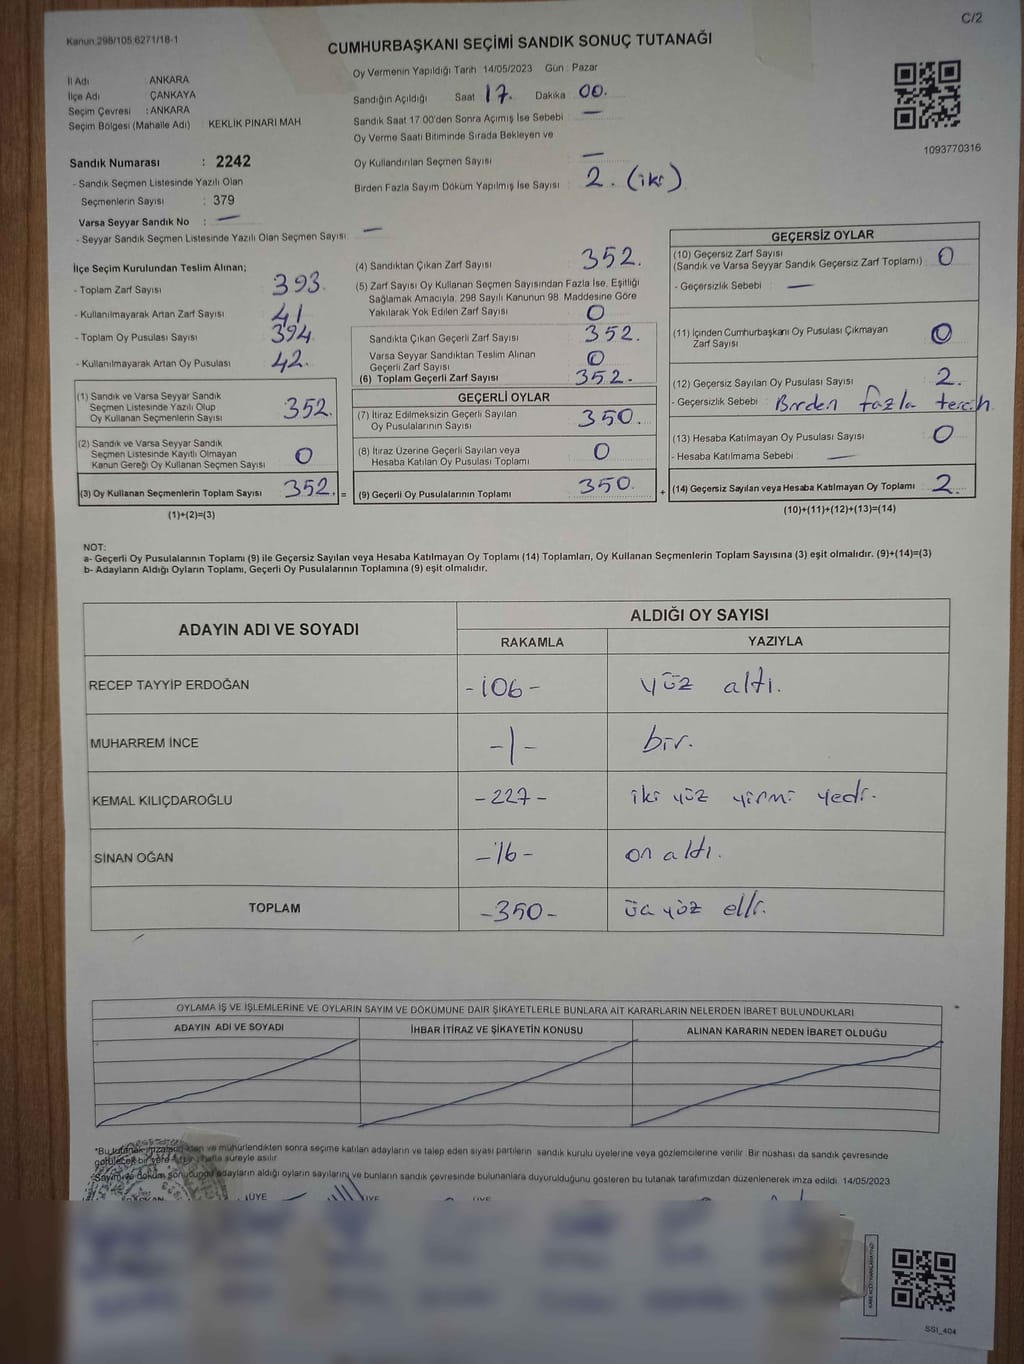 C/2
Kanun:298/105 6271/18-1
CUMHURBAŞKANI SEÇİMİ SANDIK SONUÇ TUTANAĞI
İl Adı : ANKARA
İlçe Adı : ÇANKAYA
Seçim Çevresi : ANKARA
Seçim Bölgesi (Mahalle Adı) : KEKLİK PINARI MAH
Oy Vermenin Yapıldığı Tarih 14/05/2023 Gün : Pazar
Sandığın Açıldığı Saat 17. Dakika 00.
Sandık Saat 17 00'den Sonra Açımış İse Sebebi —
Oy Verme Saati Bitiminde Sırada Bekleyen ve
Oy Kullandırılan Seçmen Sayısı —
Birden Fazla Sayım Döküm Yapılmış İse Sayısı 2. (iki)
1093770316
Sandık Numarası : 2242
- Sandık Seçmen Listesinde Yazılı Olan
Seçmenlerin Sayısı : 379
Varsa Seyyar Sandık No : —
- Seyyar Sandık Seçmen Listesinde Yazılı Olan Seçmen Sayısı: —
İlçe Seçim Kurulundan Teslim Alınan;
- Toplam Zarf Sayısı 393.
- Kullanılmayarak Artan Zarf Sayısı 41
- Toplam Oy Pusulası Sayısı 394
- Kullanılmayarak Artan Oy Pusulası 42.
(1) Sandık ve Varsa Seyyar Sandık
Seçmen Listesinde Yazılı Olup
Oy Kullanan Seçmenlerin Sayısı 352.
(2) Sandık ve Varsa Seyyar Sandık
Seçmen Listesinde Kayıtlı Olmayan
Kanun Gereği Oy Kullanan Seçmen Sayısı 0
(3) Oy Kullanan Seçmenlerin Toplam Sayısı 352. =
(1)+(2)=(3)
(4) Sandıktan Çıkan Zarf Sayısı 352.
(5) Zarf Sayısı Oy Kullanan Seçmen Sayısından Fazla İse, Eşitliği
Sağlamak Amacıyla, 298 Sayılı Kanunun 98. Maddesine Göre
Yakılarak Yok Edilen Zarf Sayısı 0
Sandıkta Çıkan Geçerli Zarf Sayısı 352.
Varsa Seyyar Sandıktan Teslim Alınan
Geçerli Zarf Sayısı 0
(6) Toplam Geçerli Zarf Sayısı 352.
GEÇERLİ OYLAR
(7) İtiraz Edilmeksizin Geçerli Sayılan
Oy Pusulalarının Sayısı 350.
(8) İtiraz Üzerine Geçerli Sayılan veya
Hesaba Katılan Oy Pusulası Toplamı 0
(9) Geçerli Oy Pusulalarının Toplamı 350. +
GEÇERSİZ OYLAR
(10) Geçersiz Zarf Sayısı
(Sandık ve Varsa Seyyar Sandık Geçersiz Zarf Toplamı) : 0
- Geçersizlik Sebebi : —
(11) İçinden Cumhurbaşkanı Oy Pusulası Çıkmayan
Zarf Sayısı 0
(12) Geçersiz Sayılan Oy Pusulası Sayısı 2.
- Geçersizlik Sebebi : Birden fazla tercih
(13) Hesaba Katılmayan Oy Pusulası Sayısı 0
- Hesaba Katılmama Sebebi : —
(14) Geçersiz Sayılan veya Hesaba Katılmayan Oy Toplamı 2.
(10)+(11)+(12)+(13)=(14)
NOT:
a- Geçerli Oy Pusulalarının Toplamı (9) ile Geçersiz Sayılan veya Hesaba Katılmayan Oy Toplamı (14) Toplamları, Oy Kullanan Seçmenlerin Toplam Sayısına (3) eşit olmalıdır. (9)+(14)=(3)
b- Adayların Aldığı Oyların Toplamı, Geçerli Oy Pusulalarının Toplamına (9) eşit olmalıdır.
ADAYIN ADI VE SOYADI
ALDIĞI OY SAYISI
RAKAMLA YAZIYLA
RECEP TAYYİP ERDOĞAN -106- yüz altı.
MUHARREM İNCE -1- bir.
KEMAL KILIÇDAROĞLU -227- iki yüz yirmi yedi.
SİNAN OĞAN -16- on altı.
TOPLAM -350- üç yüz elli.
OYLAMA İŞ VE İŞLEMLERİNE VE OYLARIN SAYIM VE DÖKÜMÜNE DAİR ŞİKAYETLERLE BUNLARA AİT KARARLARIN NELERDEN İBARET BULUNDUKLARI
ADAYIN ADI VE SOYADI İHBAR İTİRAZ VE ŞİKAYETİN KONUSU ALINAN KARARIN NEDEN İBARET OLDUĞU
*Bu tutanak ve mühürlendikten sonra seçime katılan adayların ve talep eden siyasi partilerin sandık kurulu üyelerine veya gözlemcilerine verilir Bir nüshası da sandık çevresinde
süreyle asılır
Sayım ve döküm sonucunda adayların aldığı oyların sayılarını ve bunların sandık çevresinde bulunanlara duyurulduğunu gösteren bu tutanak tarafımızdan düzenlenerek imza edildi. 14/05/2023
ÜYE ÜYE ÜYE
SSI_404